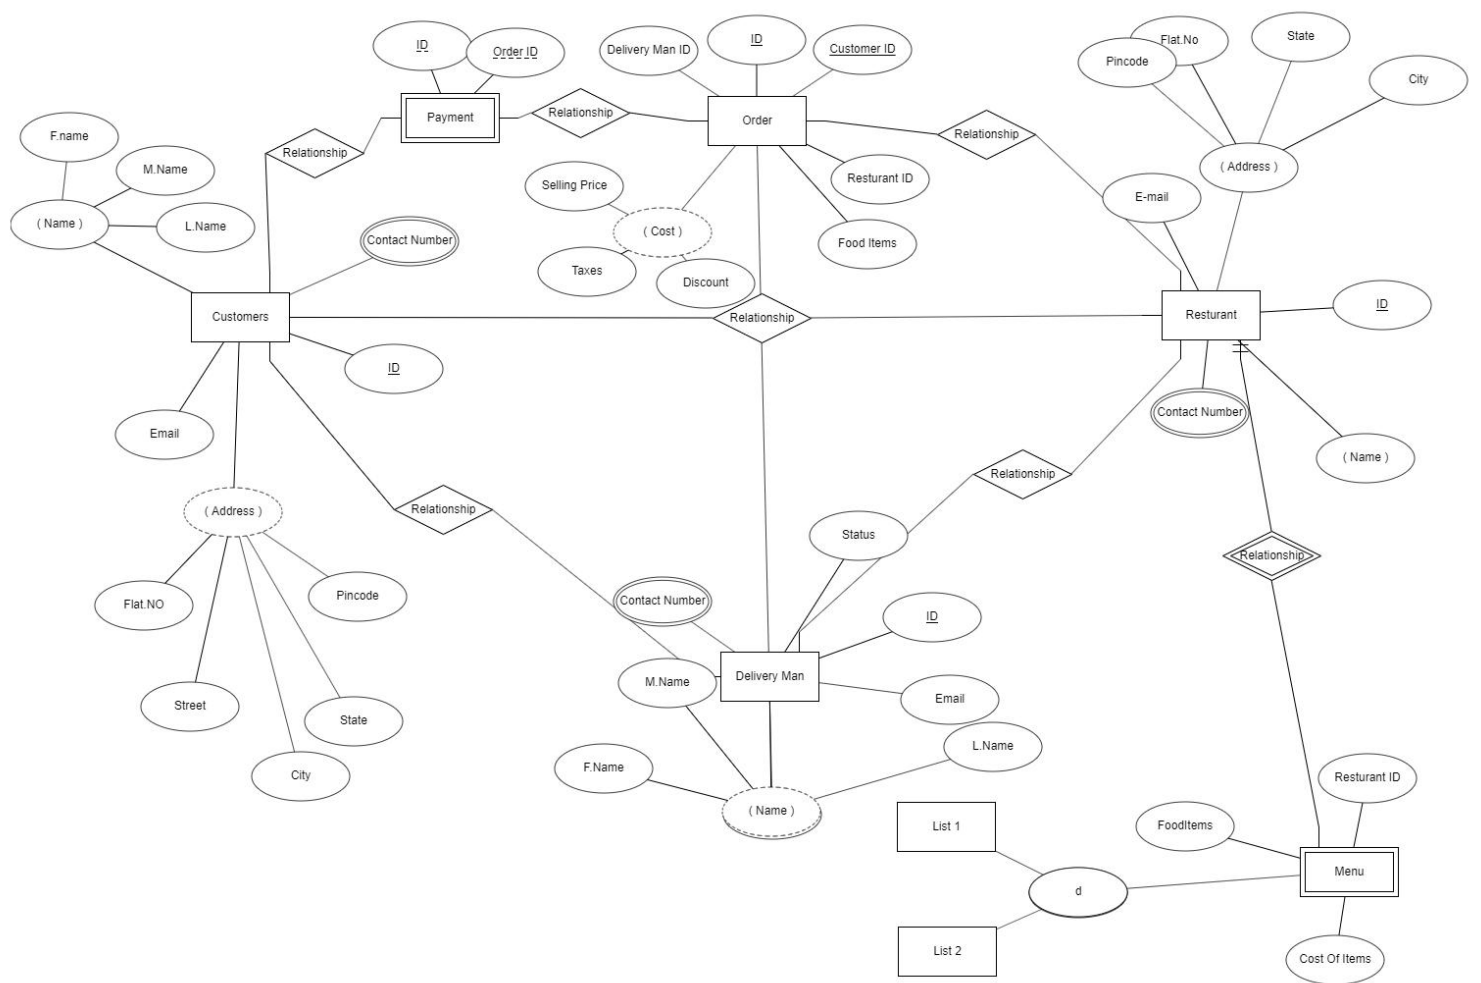 ID
Order ID
Delivery Man ID
ID
Customer ID
Flat.No
Pincode
State
City
Payment
Relationship
Order
Relationship
F.name
Relationship
M.Name
( Name )
L.Name
Contact Number
Selling Price
( Cost )
Taxes
Discount
Resturant ID
Food Items
( Address )
E-mail
Customers
Relationship
Resturant
ID
ID
Email
Contact Number
( Name )
( Address )
Relationship
Relationship
Status
Relationship
Flat.NO
Pincode
Contact Number
ID
Street
State
City
M.Name
Delivery Man
Email
L.Name
F.Name
( Name )
List 1
FoodItems
Resturant ID
d
Menu
List 2
Cost Of Items